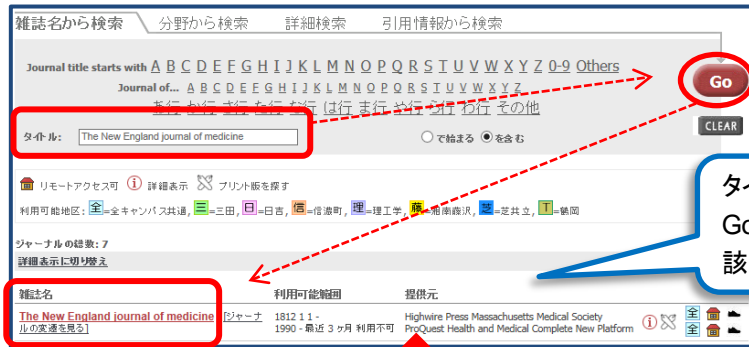 雑誌名から検索 分野から検索 詳細検索 引用情報から検索
Journal title starts with A B C D E F G H I J K L M N O P Q R S T U V W X Y Z 0-9 Others
Journal of... A B C D E F G H I J K L M N O P Q R S T U V W X Y Z
あ行 か行 さ行 た行 な行 は行 ま行 や行 ら行 わ行 その他
Go
タイトル: The New England journal of medicine で始まる を含む
CLEAR
リモートアクセス可 詳細表示 プリント版を探す
利用可能地区: 全=全キャンパス共通, 三=三田, 日=日吉, 信=信濃町, 理=理工学, 藤=湘南藤沢, 芝=芝共立, T=鶴岡
タイ
Go
該
ジャーナルの総数: 7
詳細表示に切り替え
雑誌名 利用可能範囲 提供元
The New England journal of medicine [ジャーナ 1812 1 1 - Highwire Press Massachusetts Medical Society 全
ルの変遷を見る] 1990 - 最近 3 ヶ月 利用不可 ProQuest Health and Medical Complete New Platform 全